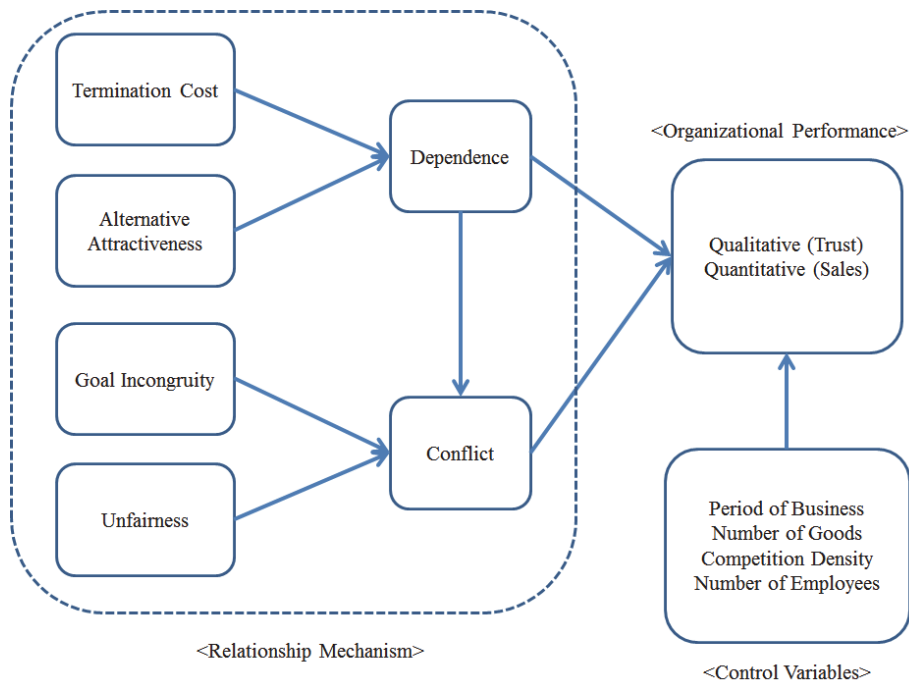 Termination Cost
Alternative
Attractiveness
Goal Incongruity
Unfairness
Dependence
Conflict
<Relationship Mechanism>
<Organizational Performance>
Qualitative (Trust)
Quantitative (Sales)
Period of Business
Number of Goods
Competition Density
Number of Employees
<Control Variables>